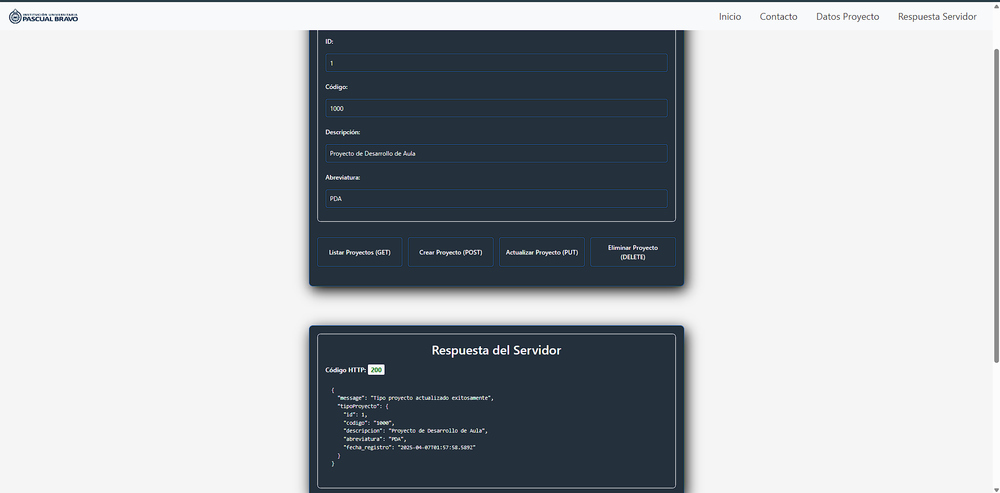 INSTITUCIÓN UNIVERSITARIA
PASCUAL BRAVO
Inicio
Contacto
Datos Proyecto
Respuesta Servidor
ID:
1
Código:
1000
Descripción:
Proyecto de Desarrollo de Aula
Abreviatura:
PDA
Listar Proyectos (GET)
Crear Proyecto (POST)
Actualizar Proyecto (PUT)
Eliminar Proyecto
(DELETE)
Respuesta del Servidor
Código HTTP: 200
{
"message": "Tipo proyecto actualizado exitosamente",
"tipoProyecto": {
"id": 1,
"codigo": "1000",
"descripcion": "Proyecto de Desarrollo de Aula",
"abreviatura": "PDA",
"fecha_registro": "2025-04-07T01:57:58.589Z"
}
}